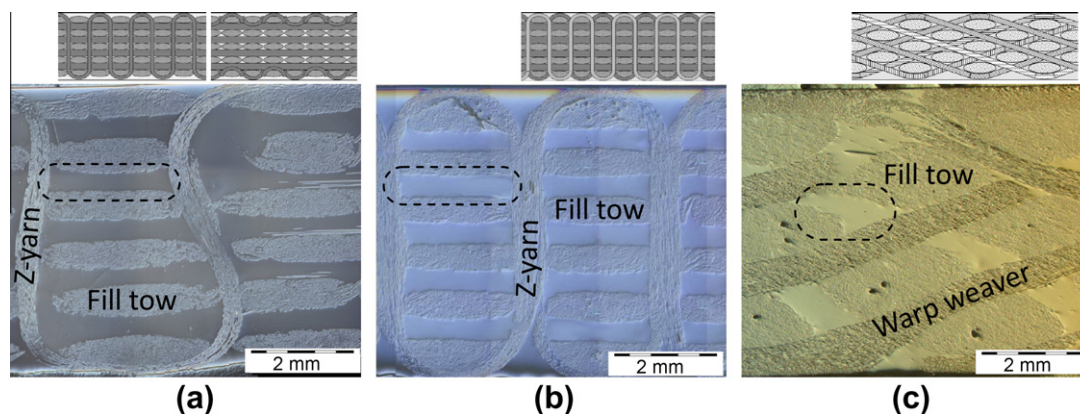 Z-yarn
Fill tow
2 mm
(a)
Z-yarn
Fill tow
2 mm
(b)
Fill tow
Warp weaver
2 mm
(c)